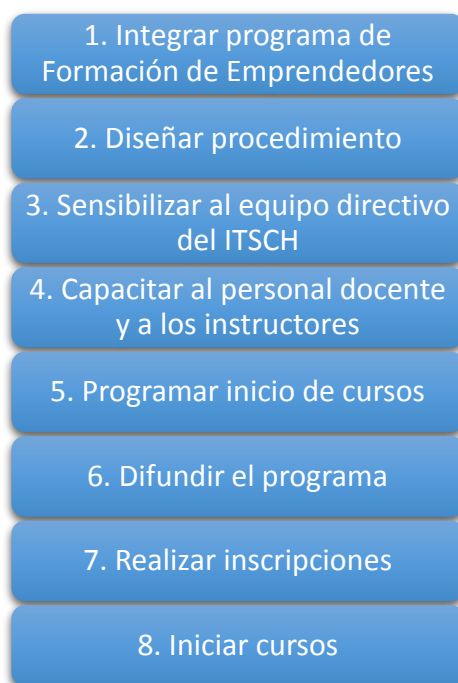 1. Integrar programa de
Formación de Emprendedores
2. Diseñar procedimiento
3. Sensibilizar al equipo directivo
del ITSCH
4. Capacitar al personal docente
y a los instructores
5. Programar inicio de cursos
6. Difundir el programa
7. Realizar inscripciones
8. Iniciar cursos